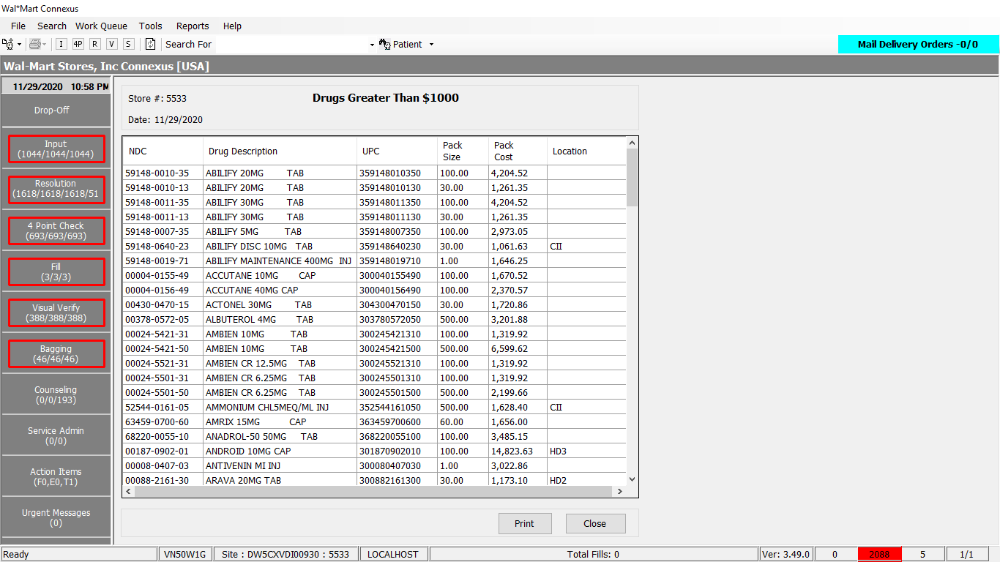 Wal*Mart Connexus
File Search Work Queue Tools Reports Help
I 4P R V S Search For Patient Mail Delivery Orders -0/0
Wal-Mart Stores, Inc Connexus [USA]
11/29/2020 10:58 PM
Drop-Off
Input
(1044/1044/1044)
Resolution
(1618/1618/1618/51
4 Point Check
(693/693/693)
Fill
(3/3/3)
Visual Verify
(388/388/388)
Bagging
(46/46/46)
Counseling
(0/0/193)
Service Admin
(0/0)
Action Items
(F0,E0,T1)
Urgent Messages
(0)
Store #: 5533 Drugs Greater Than $1000
Date: 11/29/2020
NDC Drug Description UPC Pack Size Pack Cost Location
59148-0010-35 ABILIFY 20MG TAB 359148010350 100.00 4,204.52
59148-0010-13 ABILIFY 20MG TAB 359148010130 30.00 1,261.35
59148-0011-35 ABILIFY 30MG TAB 359148011350 100.00 4,204.52
59148-0011-13 ABILIFY 30MG TAB 359148011130 30.00 1,261.35
59148-0007-35 ABILIFY 5MG TAB 359148007350 100.00 2,973.05
59148-0640-23 ABILIFY DISC 10MG TAB 359148640230 30.00 1,061.63 CII
59148-0019-71 ABILIFY MAINTENANCE 400MG INJ 359148019710 1.00 1,646.25
00004-0155-49 ACCUTANE 10MG CAP 300040155490 100.00 1,670.52
00004-0156-49 ACCUTANE 40MG CAP 300040156490 100.00 2,370.57
00430-0470-15 ACTONEL 30MG TAB 304300470150 30.00 1,720.86
00378-0572-05 ALBUTEROL 4MG TAB 303780572050 500.00 3,201.88
00024-5421-31 AMBIEN 10MG TAB 300245421310 100.00 1,319.92
00024-5421-50 AMBIEN 10MG TAB 300245421500 500.00 6,599.62
00024-5521-31 AMBIEN CR 12.5MG TAB 300245521310 100.00 1,319.92
00024-5501-31 AMBIEN CR 6.25MG TAB 300245501310 100.00 1,319.92
00024-5501-50 AMBIEN CR 6.25MG TAB 300245501500 500.00 2,199.66
52544-0161-05 AMMONIUM CHL5MEQ/ML INJ 352544161050 500.00 1,628.40 CII
63459-0700-60 AMRIX 15MG CAP 363459700600 60.00 1,656.00
68220-0055-10 ANADROL-50 50MG TAB 368220055100 100.00 3,485.15
00187-0902-01 ANDROID 10MG CAP 301870902010 100.00 14,823.63 HD3
00008-0407-03 ANTIVENIN MI INJ 300080407030 1.00 3,022.86
00088-2161-30 ARAVA 20MG TAB 300882161300 30.00 1,173.10 HD2
Print Close
Ready VN50W1G Site : DW5CXVDI00930 : 5533 LOCALHOST Total Fills: 0 Ver: 3.49.0 0 2088 5 1/1